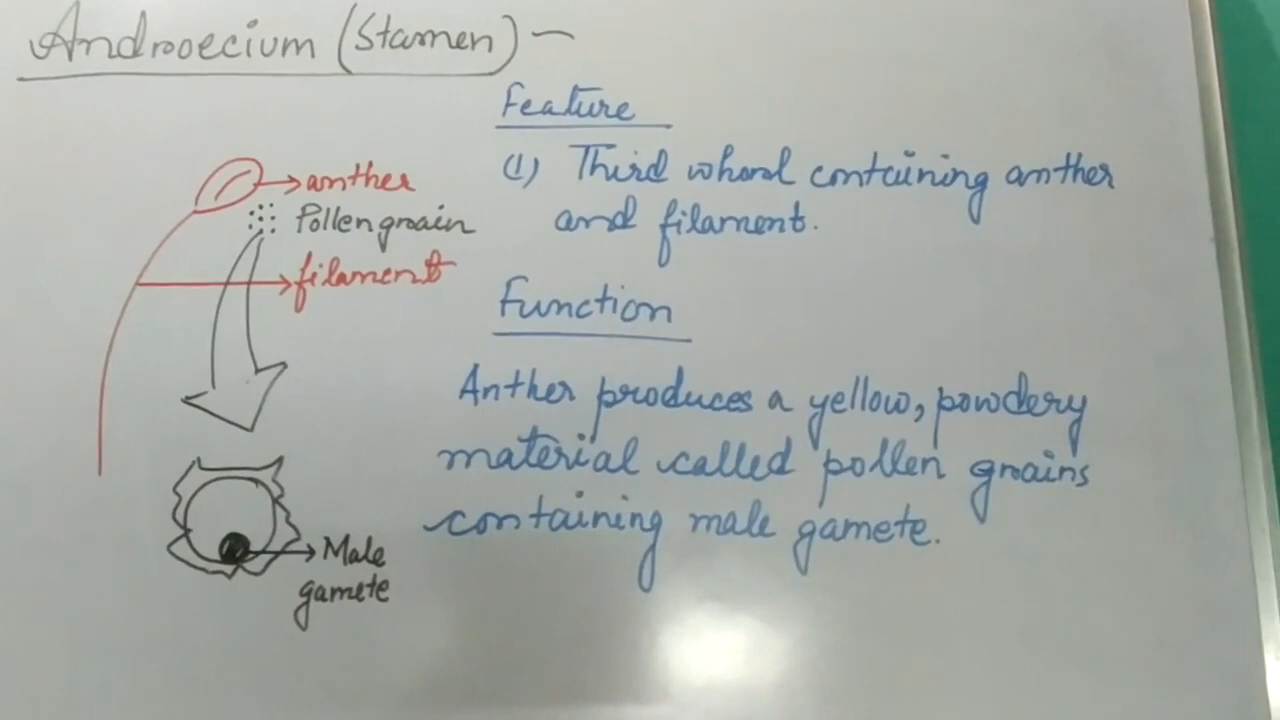 Androecium (Stamen) –
Feature
(1) Third whorl containing anther
and filament.
anther
Pollen grain
filament
Function
Anther produces a yellow, powdery
material called pollen grains
containing male gamete.
Male
gamete